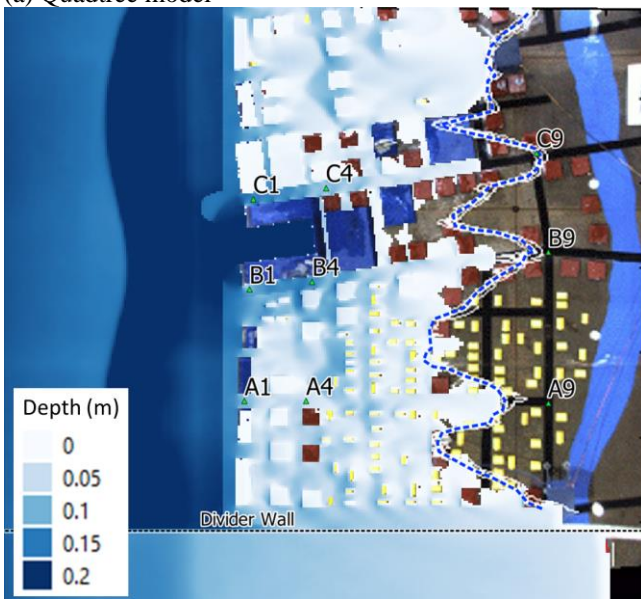 (a) Quadtree model
C9
C4
C1
B9
B4
B1
A1
A4
A9
Depth (m)
0
0.05
0.1
0.15
0.2
Divider Wall